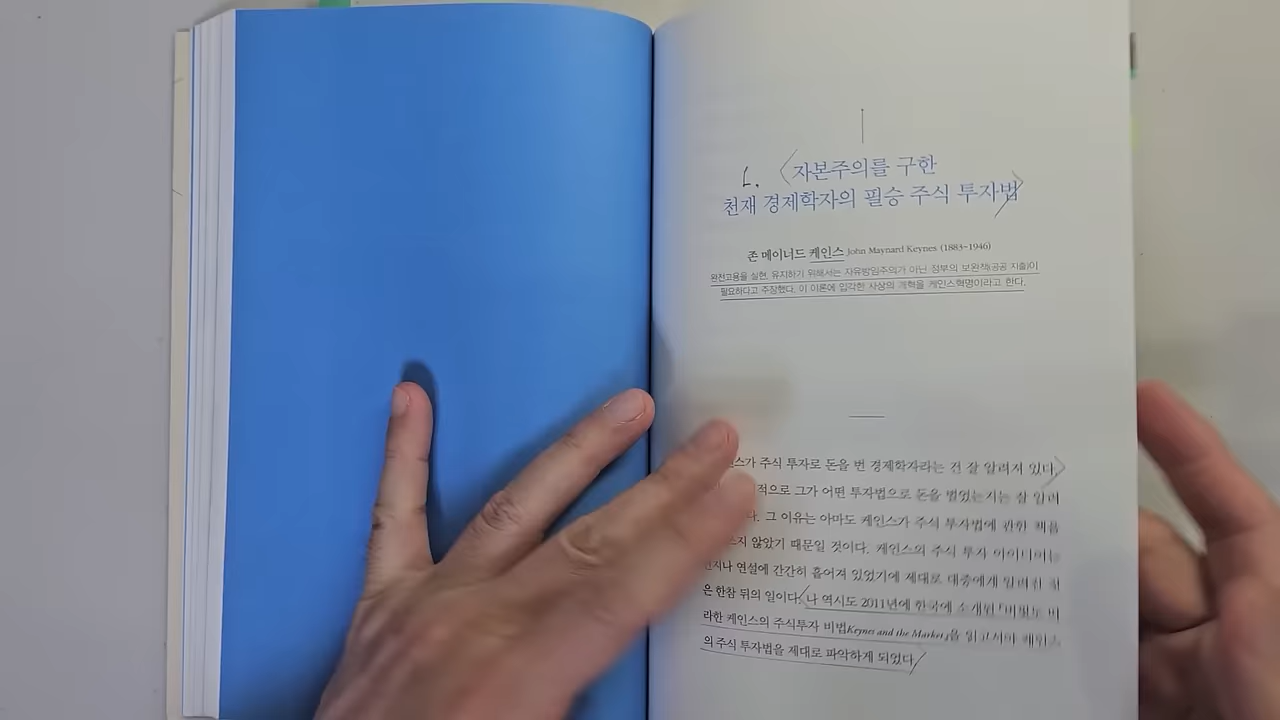 1. <자본주의를 구한
천재 경제학자의 필승 주식 투자법>
존 메이너드 케인스 John Maynard Keynes (1883-1946)
완전고용을 실현, 유지하기 위해서는 자유방임주의가 아닌 정부의 보완책(공공 지출)이
필요하다고 주장했다. 이 이론에 입각한 사상의 개혁을 케인스혁명이라고 한다.
가 주식 투자로 돈을 번 경제학자라는 건 잘 알려져 있다.
적으로 그가 어떤 투자법으로 돈을 벌었는지는 잘 알려
다. 그 이유는 아마도 케인스가 주식 투자법에 관한 책을
않았기 때문일 것이다. 케인스의 주식 투자 아이디어는
연설에 간간히 흩어져 있었기에 제대로 대중에게 알려진 것
은 한참 뒤의 일이다. 나 역시도 2011년에 한국에 소개된
라한 케인스의 주식투자 비법Keynes and the Market』을 읽고서야 케인스
의 주식 투자법을 제대로 파악하게 되었다.